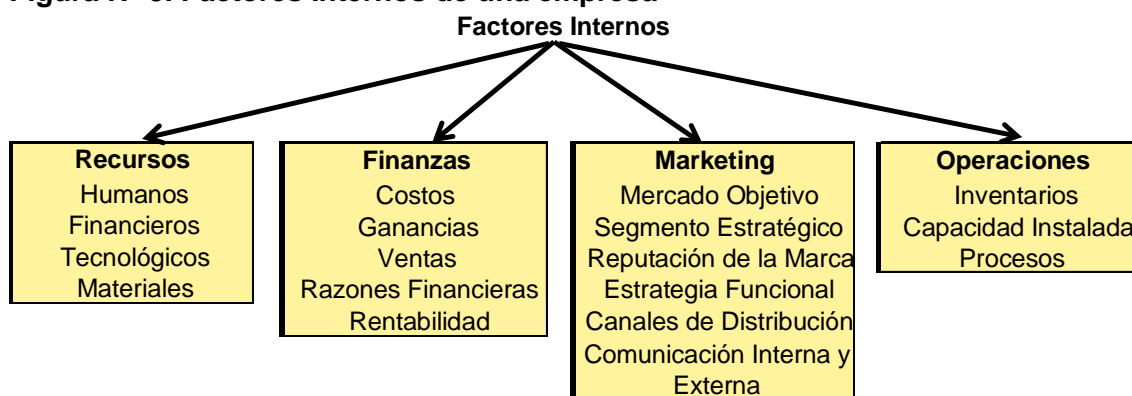 Factores Internos
Recursos
Humanos
Financieros
Tecnológicos
Materiales
Finanzas
Costos
Ganancias
Ventas
Razones Financieras
Rentabilidad
Marketing
Mercado Objetivo
Segmento Estratégico
Reputación de la Marca
Estrategia Funcional
Canales de Distribución
Comunicación Interna y
Externa
Operaciones
Inventarios
Capacidad Instalada
Procesos